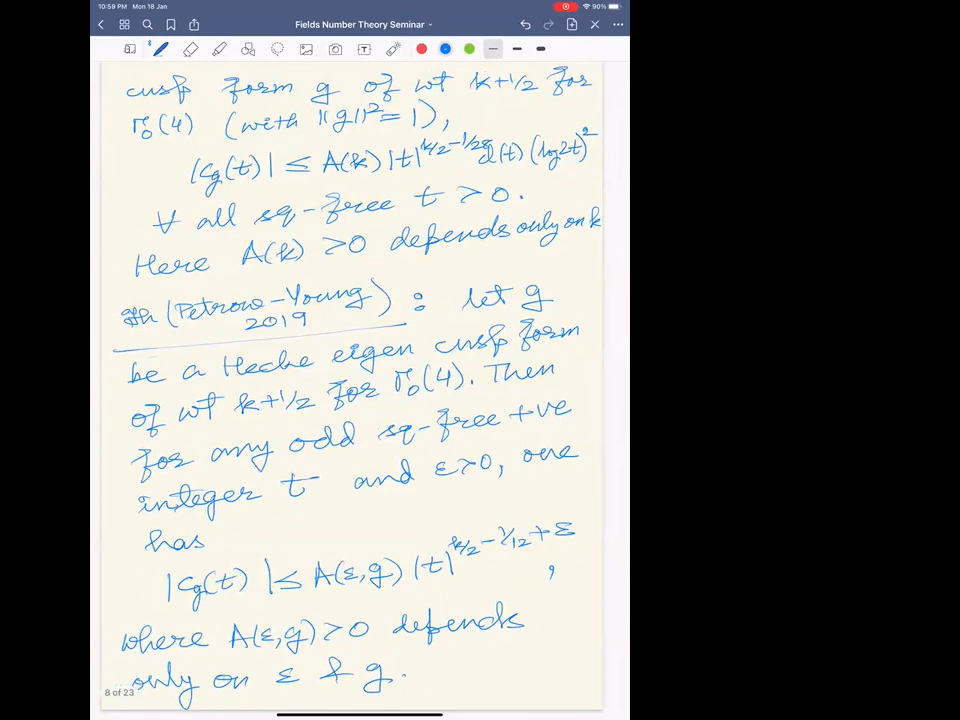 10:59 PM Mon 18 Jan
90%
Fields Number Theory Seminar
cusp form g of wt k+1/2 for
Γ₀(4) (with ||g||² = 1),
|Cg(t)| ≤ A(k) |t|^{k/2 - 1/28} d(t) (log 2t)²
∀ all sq-free t > 0.
Here A(k) > 0 depends only on k
Th (Petrow-Young 2019) : let g
be a Hecke eigen cusp form
of wt k+1/2 for Γ₀(4). Then
for any odd sq-free +ve
integer t and ε>0, one
has
|Cg(t)| ≤ A(ε,g) |t|^{k/2 - 1/12 + ε} ,
where A(ε,g) > 0 depends
only on ε & g.
8 of 23